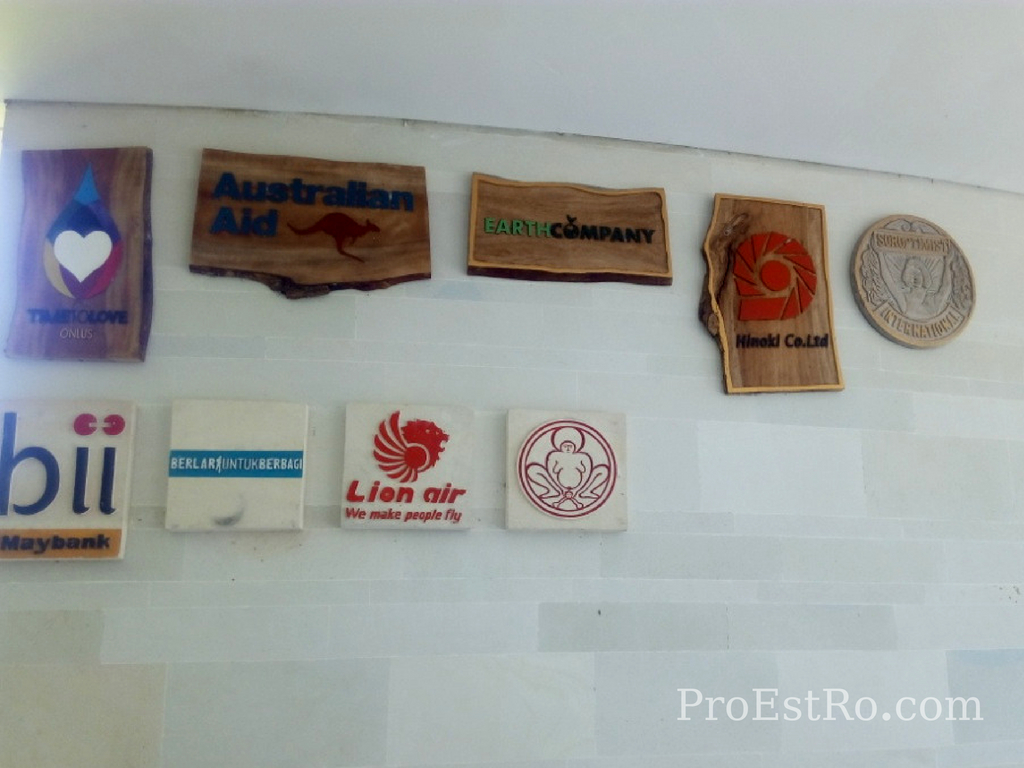 TIMETOLOVE
ONLUS
Australian
Aid
EARTHCOMPANY
Hinoki Co.Ltd
SOROPTIMIST
INTERNATIONAL
bii
Maybank
BERLARIUNTUKBERBAGI
Lion air
We make people fly
ProEstRo.com